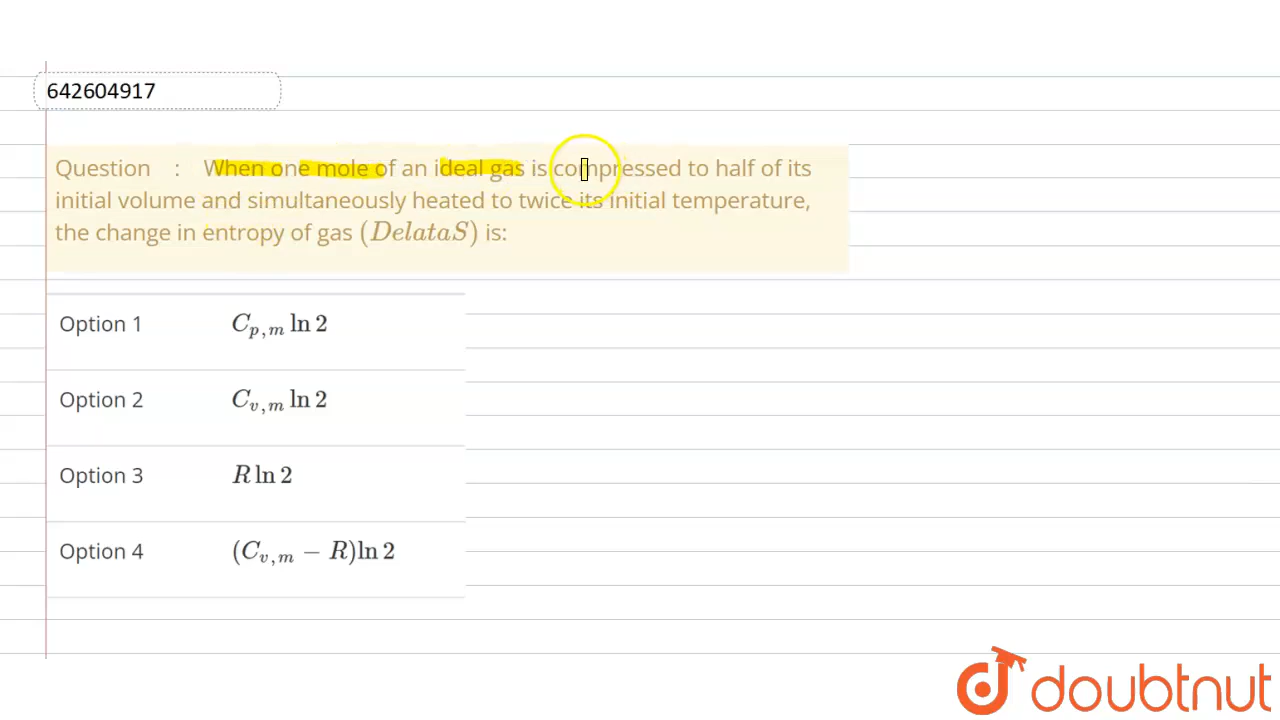 642604917
Question : When one mole of an ideal gas is compressed to half of its
initial volume and simultaneously heated to twice its initial temperature,
the change in entropy of gas (DelataS) is:
Option 1 C_{p,m} ln 2
Option 2 C_{v,m} ln 2
Option 3 R ln 2
Option 4 (C_{v,m} − R) ln 2
doubtnut